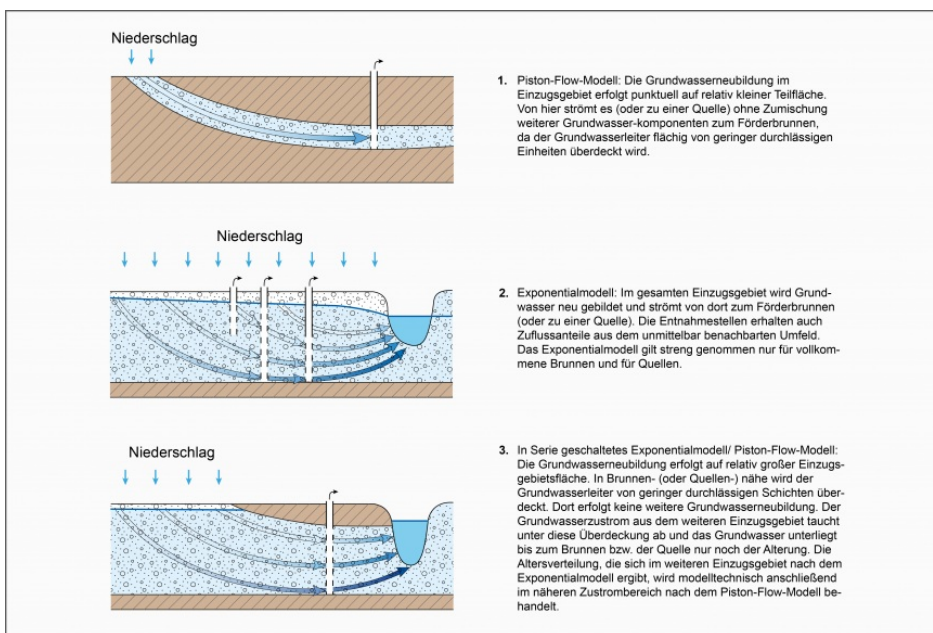 Niederschlag
1. Piston-Flow-Modell: Die Grundwasserneubildung im
Einzugsgebiet erfolgt punktuell auf relativ kleiner Teilfläche.
Von hier strömt es (oder zu einer Quelle) ohne Zumischung
weiterer Grundwasser-komponenten zum Förderbrunnen,
da der Grundwasserleiter flächig von geringer durchlässigen
Einheiten überdeckt wird.
Niederschlag
2. Exponentialmodell: Im gesamten Einzugsgebiet wird Grund-
wasser neu gebildet und strömt von dort zum Förderbrunnen
(oder zu einer Quelle). Die Entnahmestellen erhalten auch
Zuflussanteile aus dem unmittelbar benachbarten Umfeld.
Das Exponentialmodell gilt streng genommen nur für vollkom-
mene Brunnen und für Quellen.
Niederschlag
3. In Serie geschaltetes Exponentialmodell/ Piston-Flow-Modell:
Die Grundwasserneubildung erfolgt auf relativ großer Einzugs-
gebietsfläche. In Brunnen- (oder Quellen-) nähe wird der
Grundwasserleiter von geringer durchlässigen Schichten über-
deckt. Dort erfolgt keine weitere Grundwasserneubildung. Der
Grundwasserzustrom aus dem weiteren Einzugsgebiet taucht
unter diese Überdeckung ab und das Grundwasser unterliegt
bis zum Brunnen bzw. der Quelle nur noch der Alterung. Die
Altersverteilung, die sich im weiteren Einzugsgebiet nach dem
Exponentialmodell ergibt, wird modelltechnisch anschließend
im näheren Zustrombereich nach dem Piston-Flow-Modell be-
handelt.